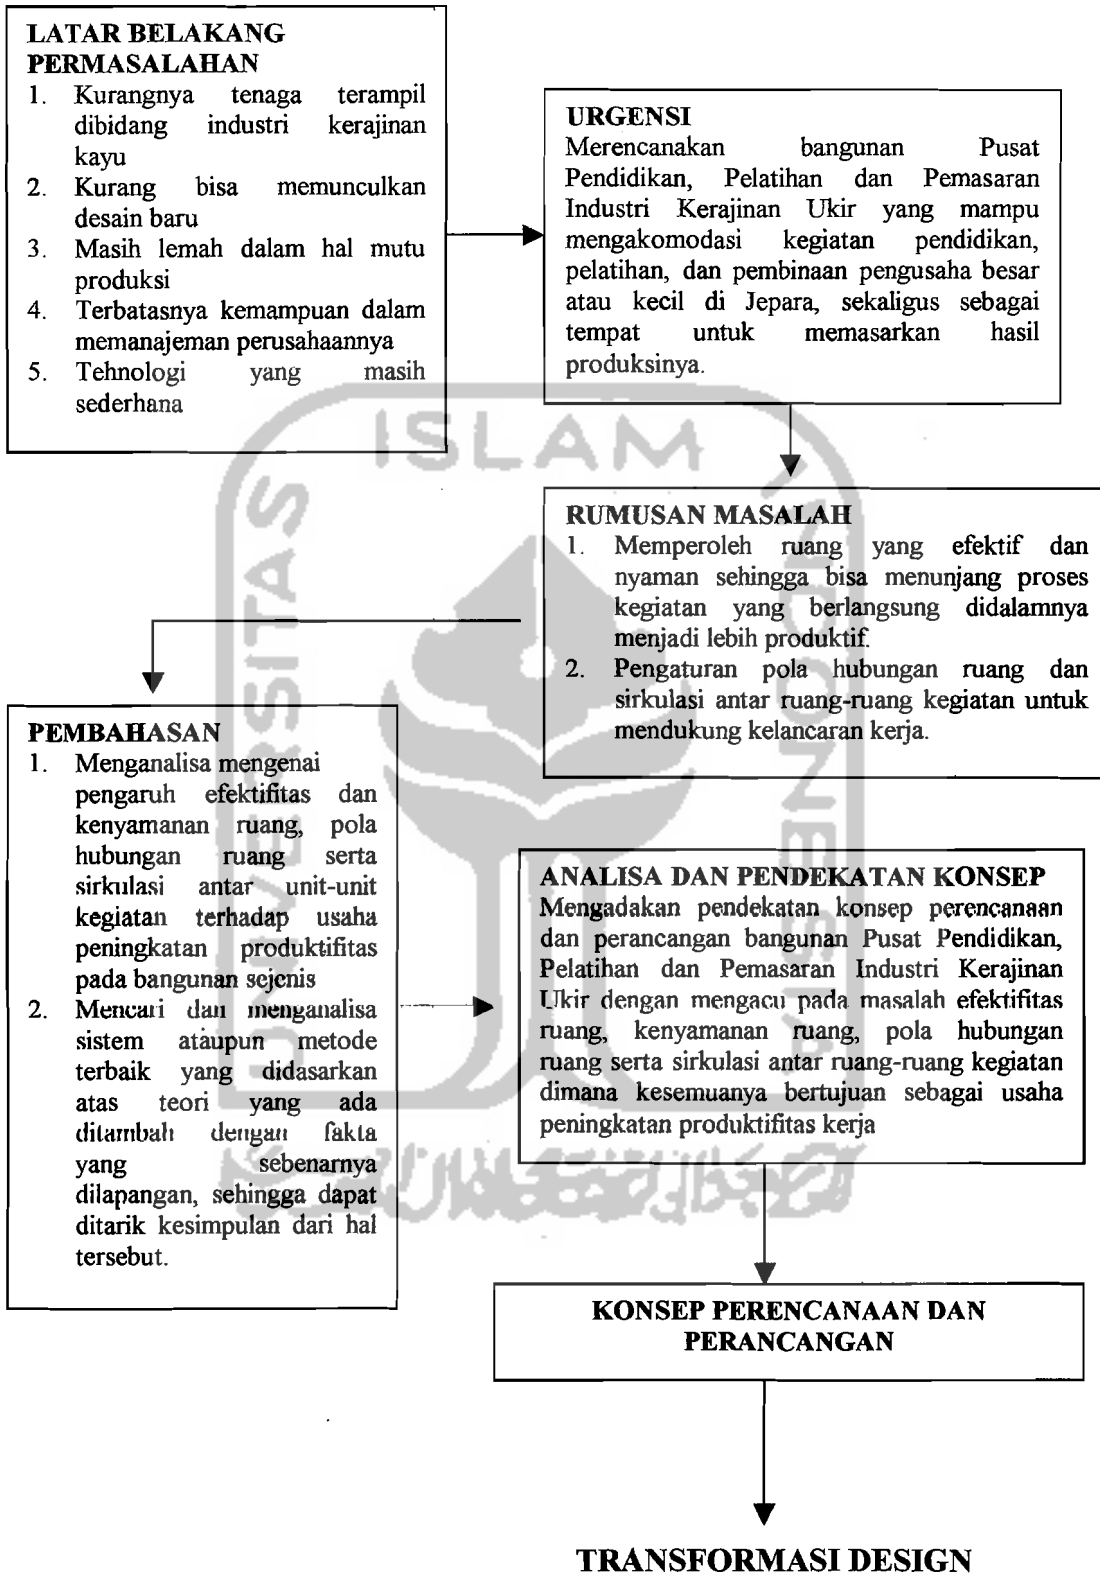 LATAR BELAKANG
PERMASALAHAN
1. Kurangnya tenaga terampil
dibidang industri kerajinan
kayu
2. Kurang bisa memunculkan
desain baru
3. Masih lemah dalam hal mutu
produksi
4. Terbatasnya kemampuan dalam
memanajeman perusahaannya
5. Tehnologi yang masih
sederhana
URGENSI
Merencanakan bangunan Pusat
Pendidikan, Pelatihan dan Pemasaran
Industri Kerajinan Ukir yang mampu
mengakomodasi kegiatan pendidikan,
pelatihan, dan pembinaan pengusaha besar
atau kecil di Jepara, sekaligus sebagai
tempat untuk memasarkan hasil
produksinya.
RUMUSAN MASALAH
1. Memperoleh ruang yang efektif dan
nyaman sehingga bisa menunjang proses
kegiatan yang berlangsung didalamnya
menjadi lebih produktif.
2. Pengaturan pola hubungan ruang dan
sirkulasi antar ruang-ruang kegiatan untuk
mendukung kelancaran kerja.
PEMBAHASAN
1. Menganalisa mengenai
pengaruh efektifitas dan
kenyamanan ruang, pola
hubungan ruang serta
sirkulasi antar unit-unit
kegiatan terhadap usaha
peningkatan produktifitas
pada bangunan sejenis
2. Mencari dan menganalisa
sistem ataupun metode
terbaik yang didasarkan
atas teori yang ada
ditambah dengan fakta
yang sebenarnya
dilapangan, sehingga dapat
ditarik kesimpulan dari hal
tersebut.
ANALISA DAN PENDEKATAN KONSEP
Mengadakan pendekatan konsep perencanaan
dan perancangan bangunan Pusat Pendidikan,
Pelatihan dan Pemasaran Industri Kerajinan
Ukir dengan mengacu pada masalah efektifitas
ruang, kenyamanan ruang, pola hubungan
ruang serta sirkulasi antar ruang-ruang kegiatan
dimana kesemuanya bertujuan sebagai usaha
peningkatan produktifitas kerja
KONSEP PERENCANAAN DAN
PERANCANGAN
TRANSFORMASI DESIGN
UNIVERSITAS ISLAM INDONESIA